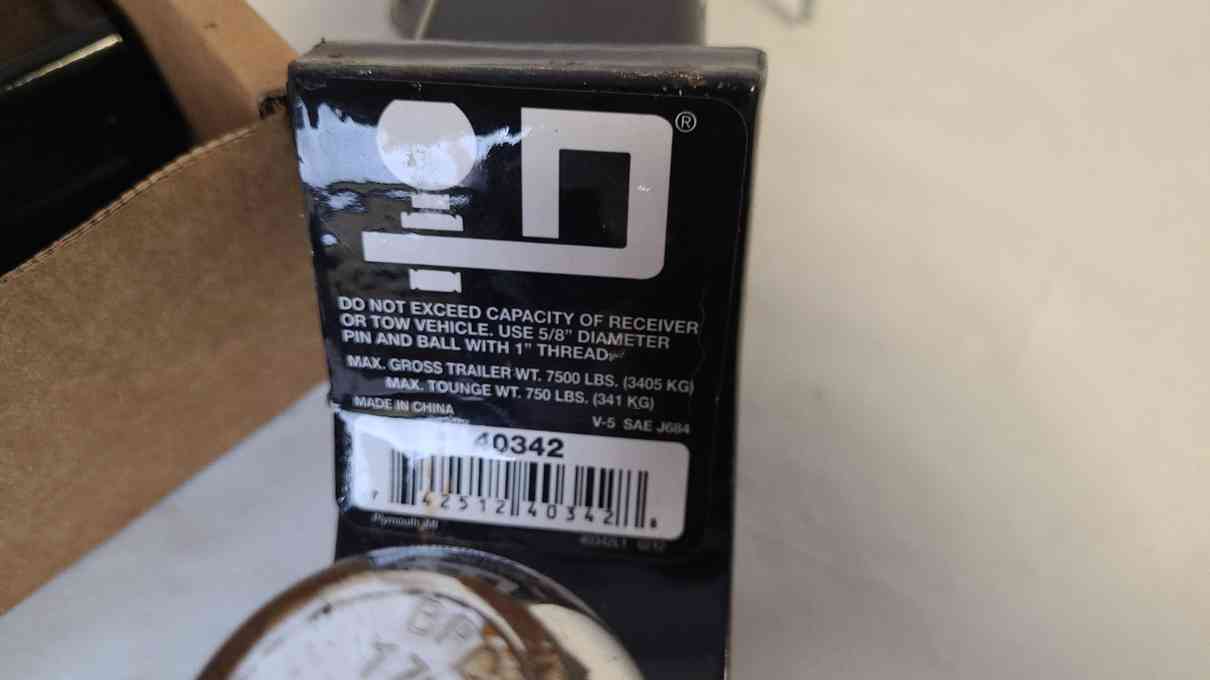 ®
DO NOT EXCEED CAPACITY OF RECEIVER
OR TOW VEHICLE. USE 5/8" DIAMETER
PIN AND BALL WITH 1" THREAD
MAX. GROSS TRAILER WT. 7500 LBS. (3405 KG)
MAX. TOUNGE WT. 750 LBS. (341 KG)
MADE IN CHINA
V-5 SAE J684
40342
7 42512 40342 8
Plymouth, MI